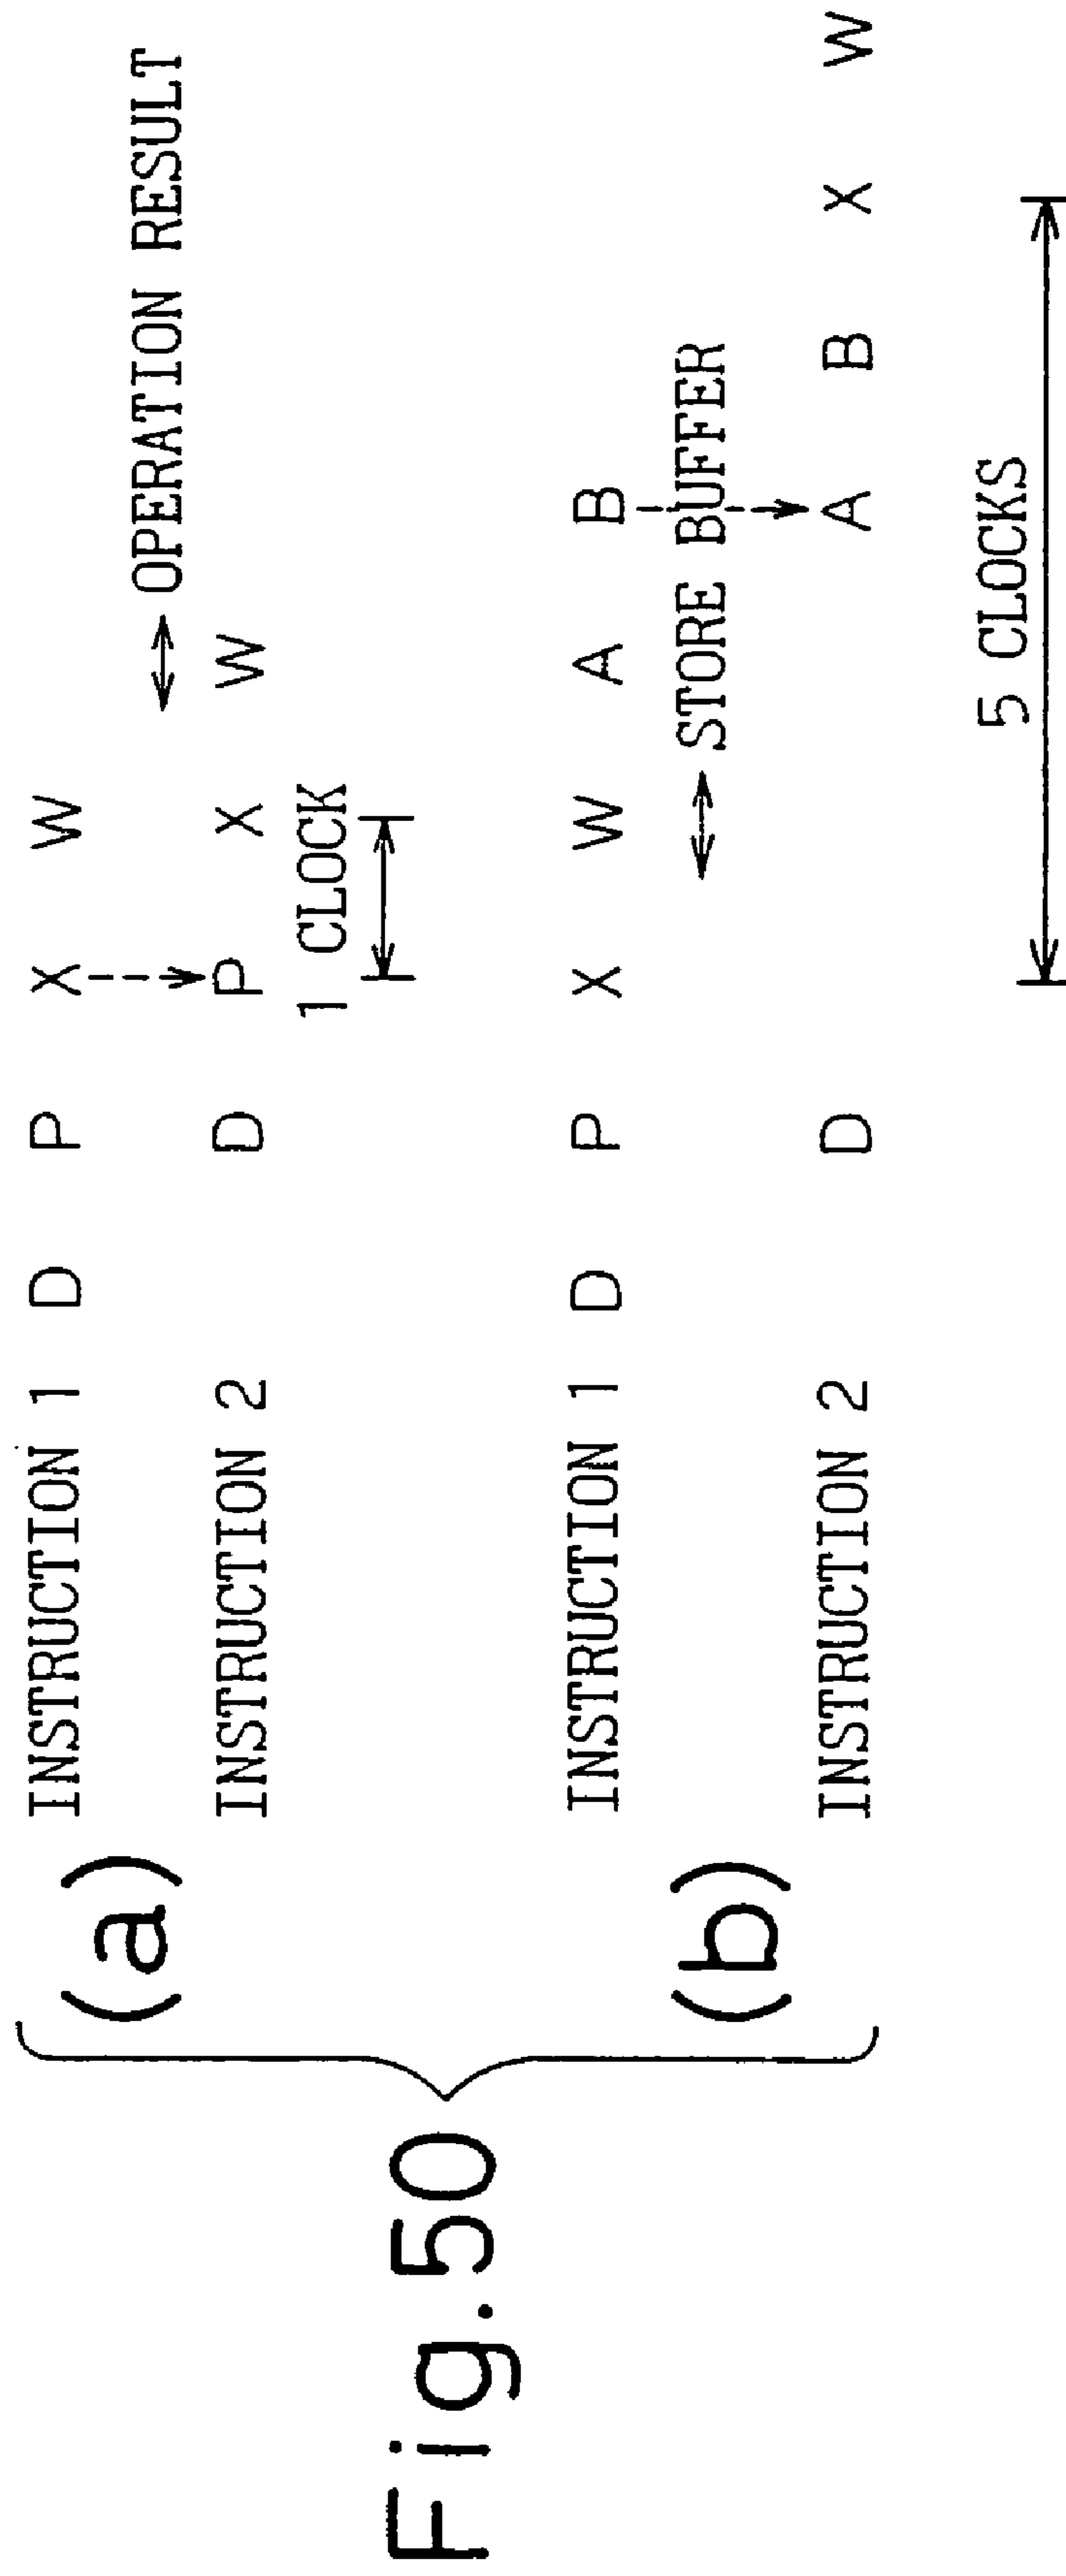 Fig.50
(a)
INSTRUCTION 1 D P X W
OPERATION RESULT
INSTRUCTION 2 D P X W
1 CLOCK
(b)
INSTRUCTION 1 D P X W A B
STORE BUFFER
INSTRUCTION 2 D A B X W
5 CLOCKS